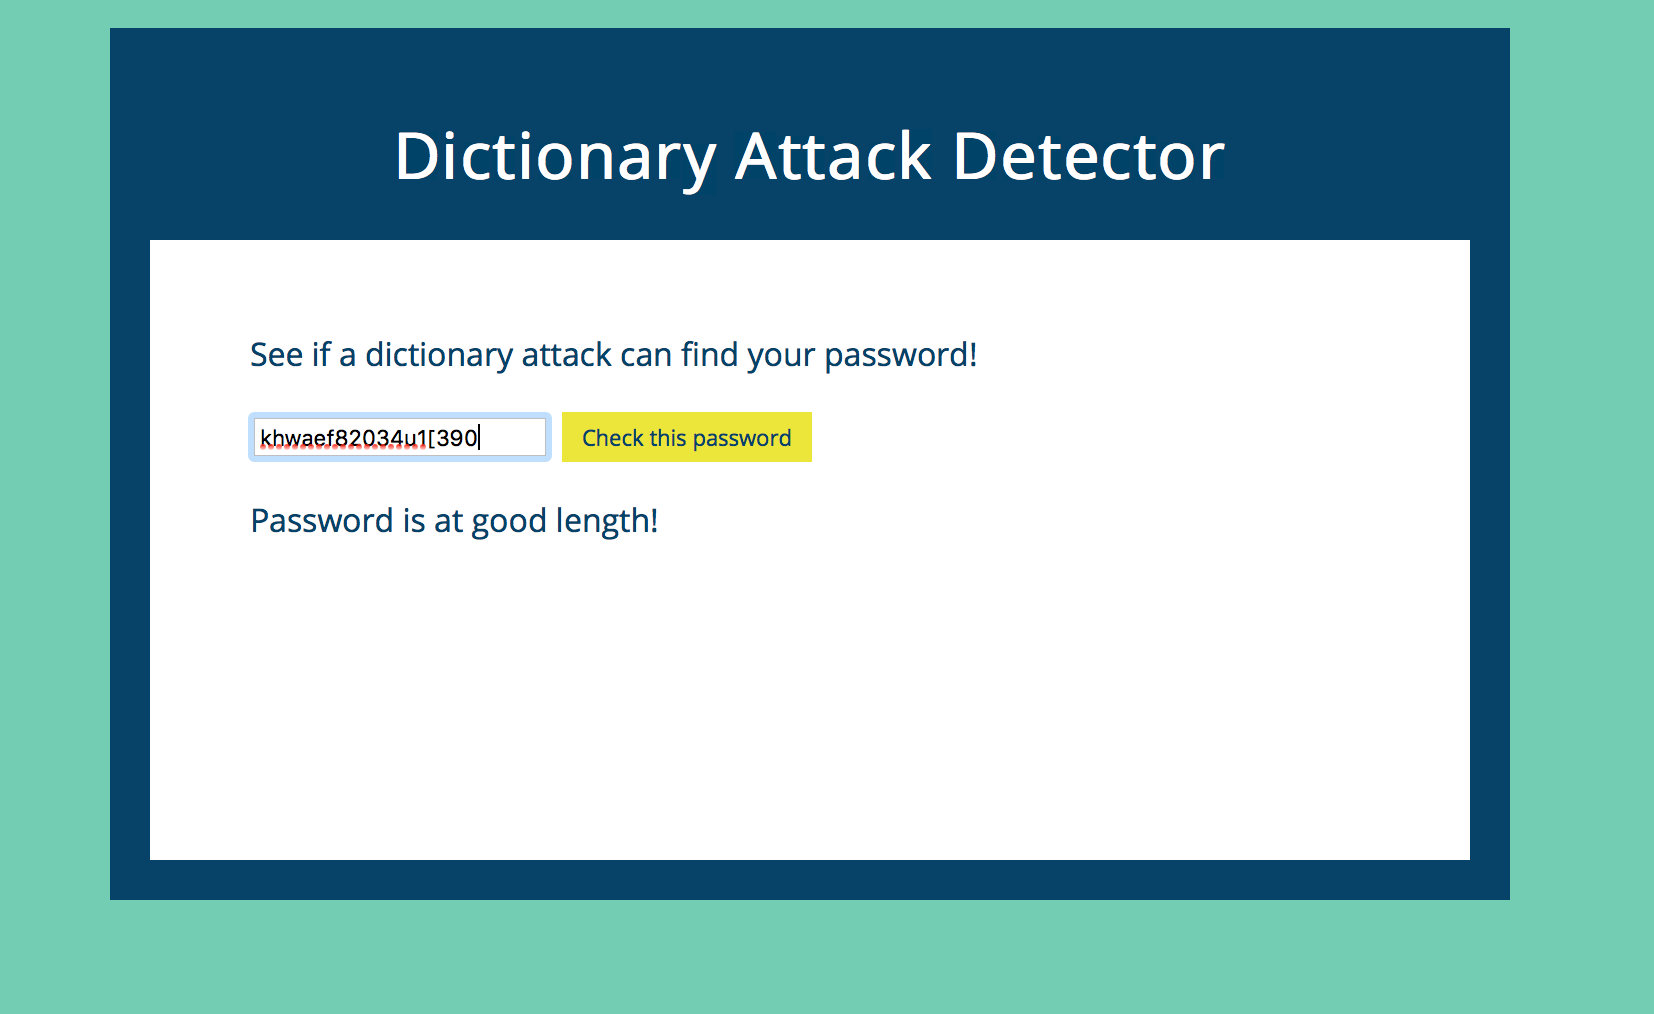 Dictionary Attack Detector
See if a dictionary attack can find your password!
khwaef82034u1[390
Check this password
Password is at good length!